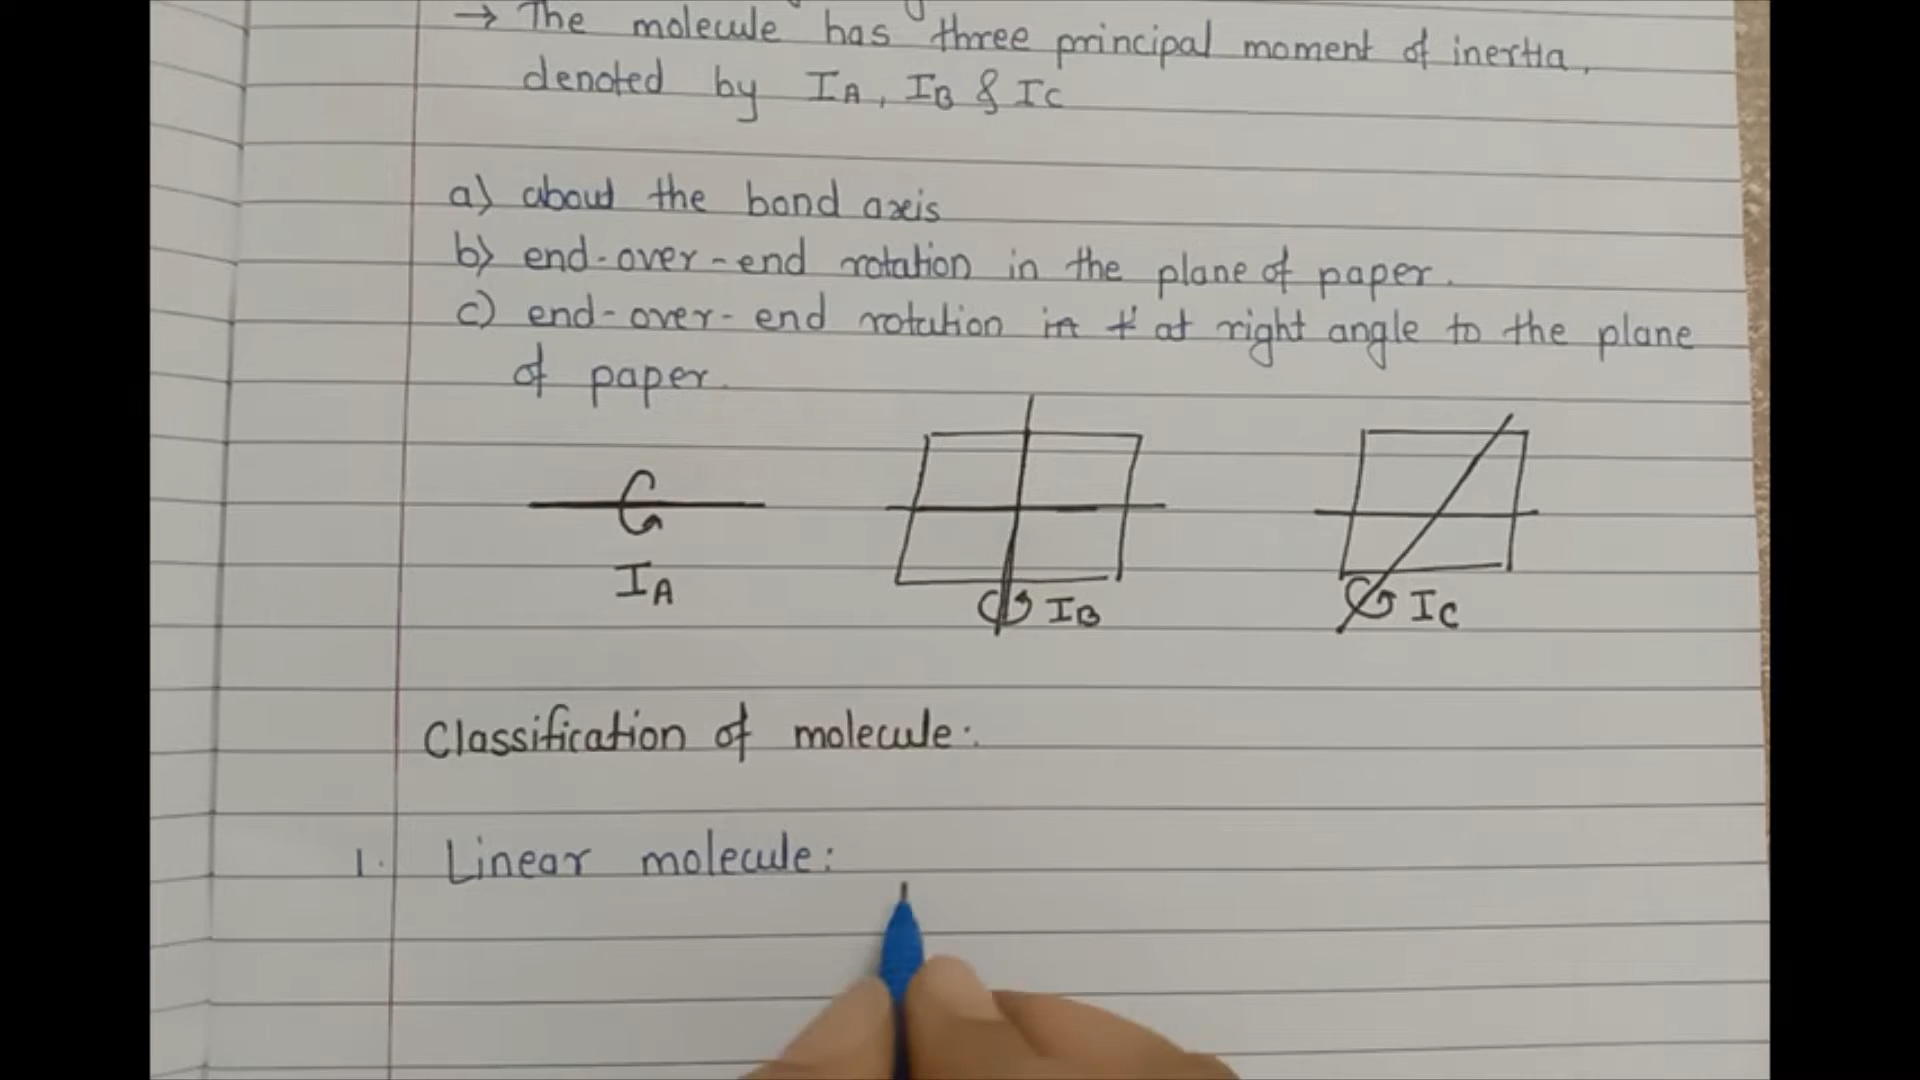 → The molecule has three principal moment of inertia,
denoted by IA, IB & IC
a) about the bond axis
b) end-over-end rotation in the plane of paper.
c) end-over-end rotation in at right angle to the plane
of paper.
IA
IB
IC
Classification of molecule:
1. Linear molecule: